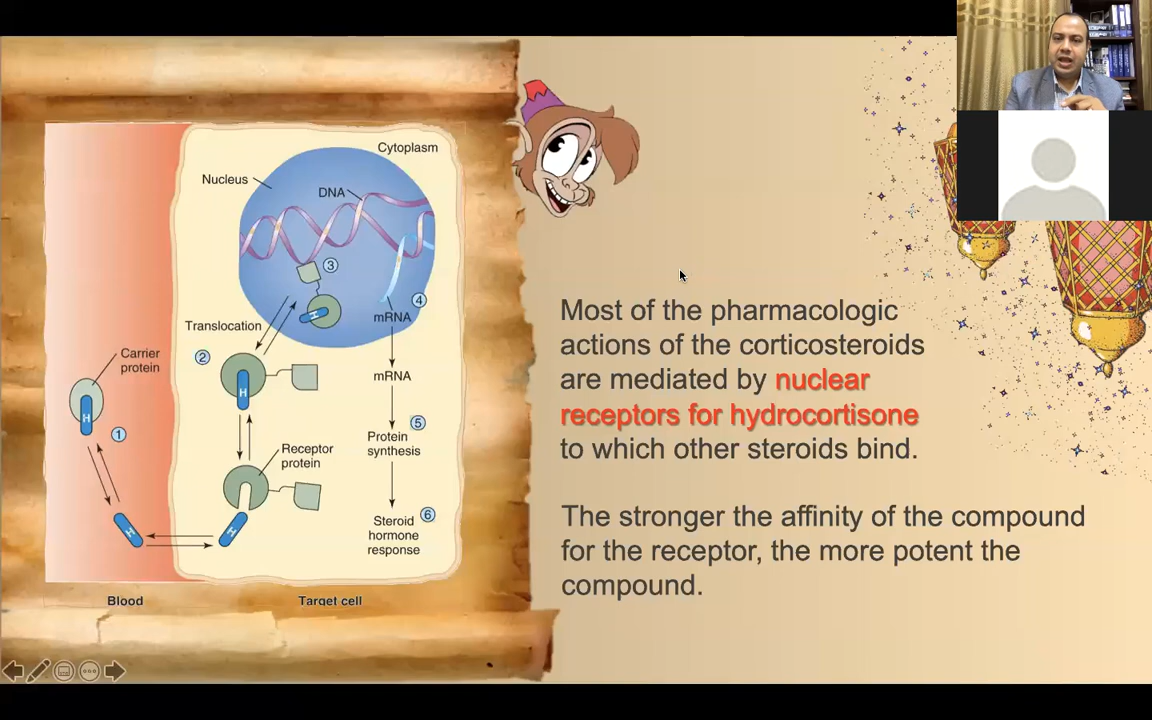 Cytoplasm
Nucleus
DNA
3
H
4
mRNA
Translocation
2
H
mRNA
Carrier
protein
H
1
5
Protein
synthesis
Receptor
protein
H
H
6
Steroid
hormone
response
Blood
Target cell
Most of the pharmacologic
actions of the corticosteroids
are mediated by nuclear
receptors for hydrocortisone
to which other steroids bind.
The stronger the affinity of the compound
for the receptor, the more potent the
compound.